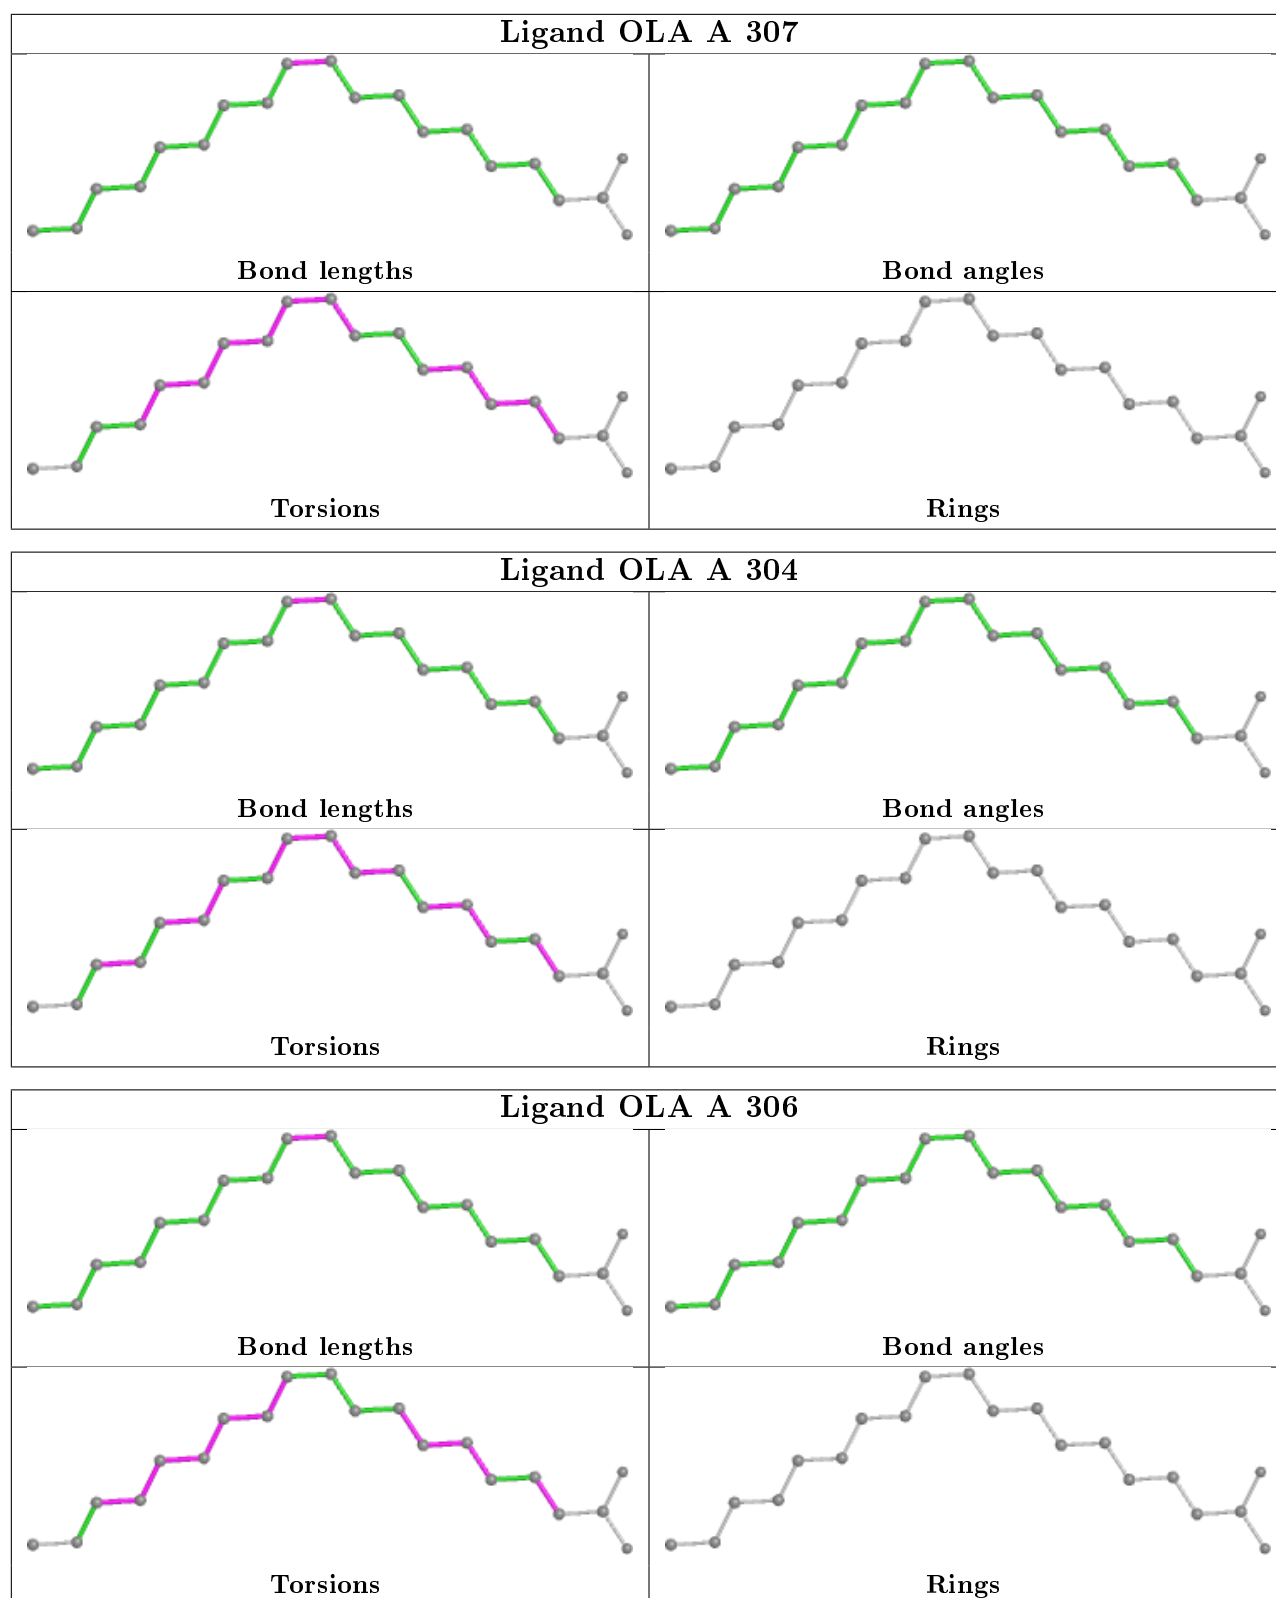 Ligand OLA A 307
Bond lengths
Bond angles
Torsions
Rings
Ligand OLA A 304
Bond lengths
Bond angles
Torsions
Rings
Ligand OLA A 306
Bond lengths
Bond angles
Torsions
Rings